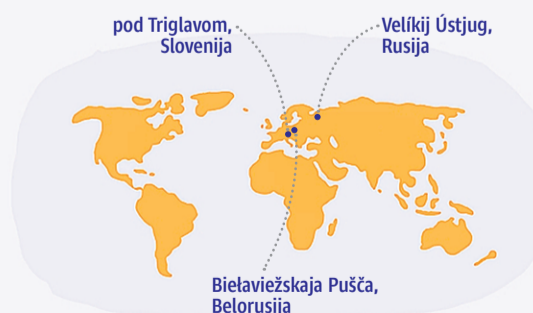 pod Triglavom,
Slovenija
Velíkij Ústjug,
Rusija
Biełaviežskaja Pušča,
Belorusija